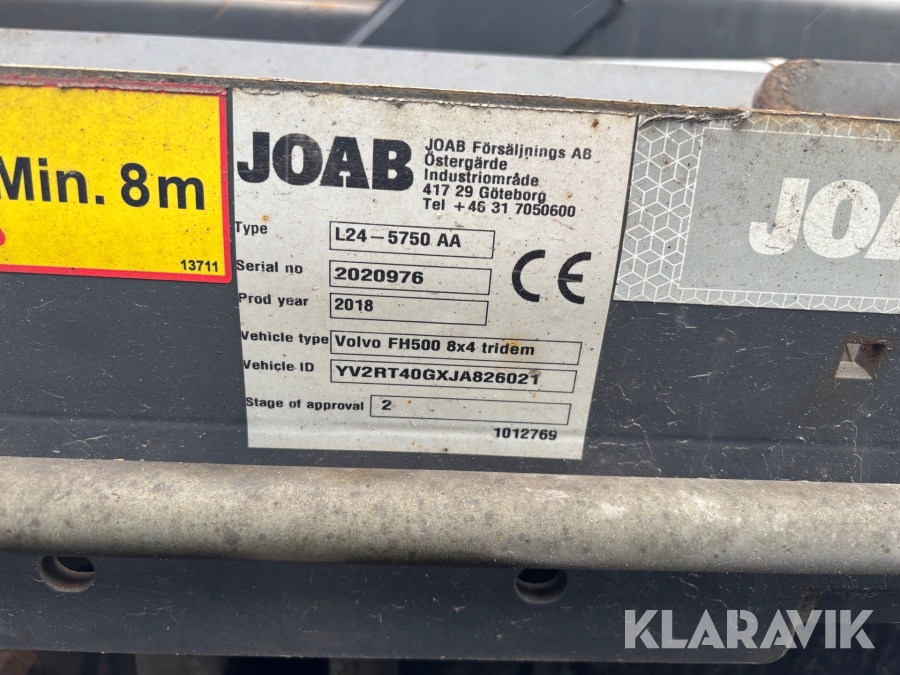 Min. 8m
13711
JOAB
JOAB Försäljnings AB
Östergärde
Industriområde
417 29 Göteborg
Tel +46 31 7050600
Type L24-5750 AA
Serial no 2020976
Prod year 2018
CE
Vehicle type Volvo FH500 8x4 tridem
Vehicle ID YV2RT40GXJA826021
Stage of approval 2
1012769
JOA
KLARAVIK